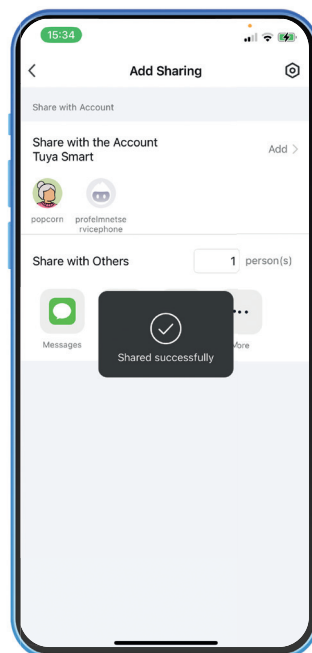 15:34
Add Sharing
Share with Account
Share with the Account
Tuya Smart
Add >
popcorn
profelmnetse
rvicephone
Share with Others
1 person(s)
Messages
More
Shared successfully